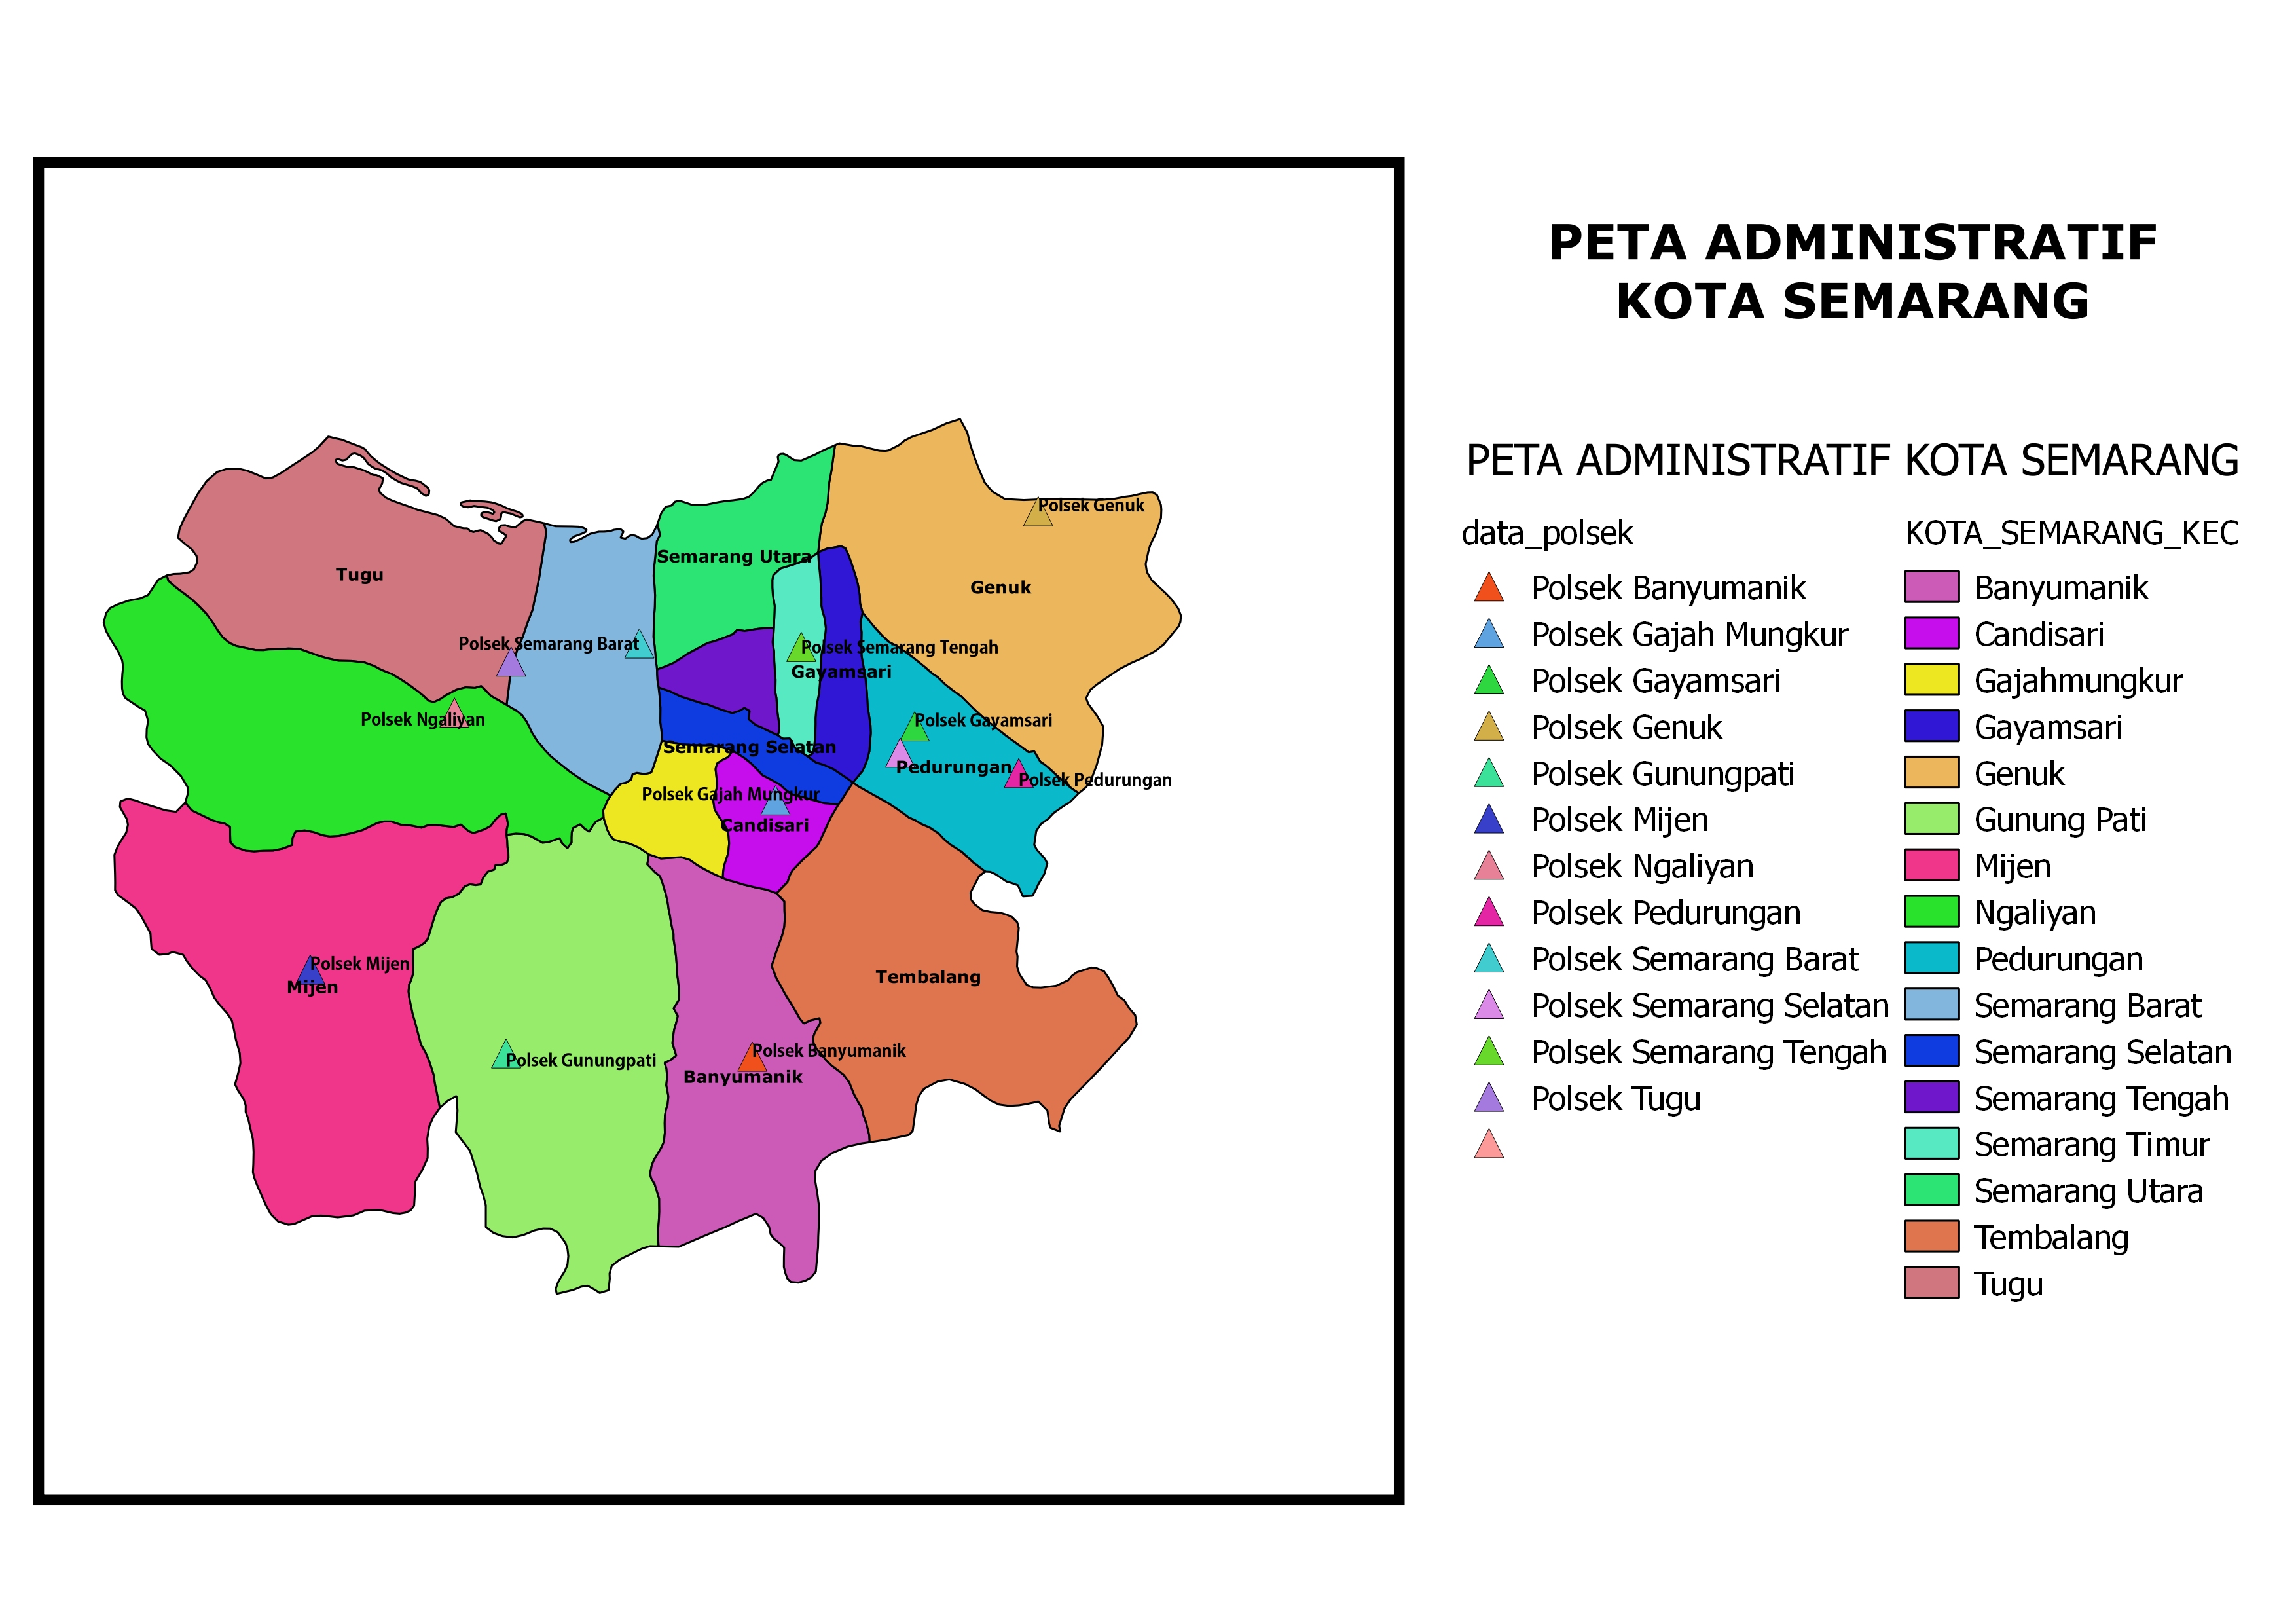 PETA ADMINISTRATIF
KOTA SEMARANG
PETA ADMINISTRATIF KOTA SEMARANG
data_polsek
Polsek Banyumanik
Polsek Gajah Mungkur
Polsek Gayamsari
Polsek Genuk
Polsek Gunungpati
Polsek Mijen
Polsek Ngaliyan
Polsek Pedurungan
Polsek Semarang Barat
Polsek Semarang Selatan
Polsek Semarang Tengah
Polsek Tugu
KOTA_SEMARANG_KEC
Banyumanik
Candisari
Gajahmungkur
Gayamsari
Genuk
Gunung Pati
Mijen
Ngaliyan
Pedurungan
Semarang Barat
Semarang Selatan
Semarang Tengah
Semarang Timur
Semarang Utara
Tembalang
Tugu
Polsek Genuk
Semarang Utara
Tugu
Genuk
Polsek Semarang Barat
Polsek Semarang Tengah
Gayamsari
Polsek Ngaliyan
Polsek Gayamsari
Semarang Selatan
Pedurungan
Polsek Pedurungan
Polsek Gajah Mungkur
Candisari
Polsek Mijen
Mijen
Tembalang
Polsek Banyumanik
Polsek Gunungpati
Banyumanik